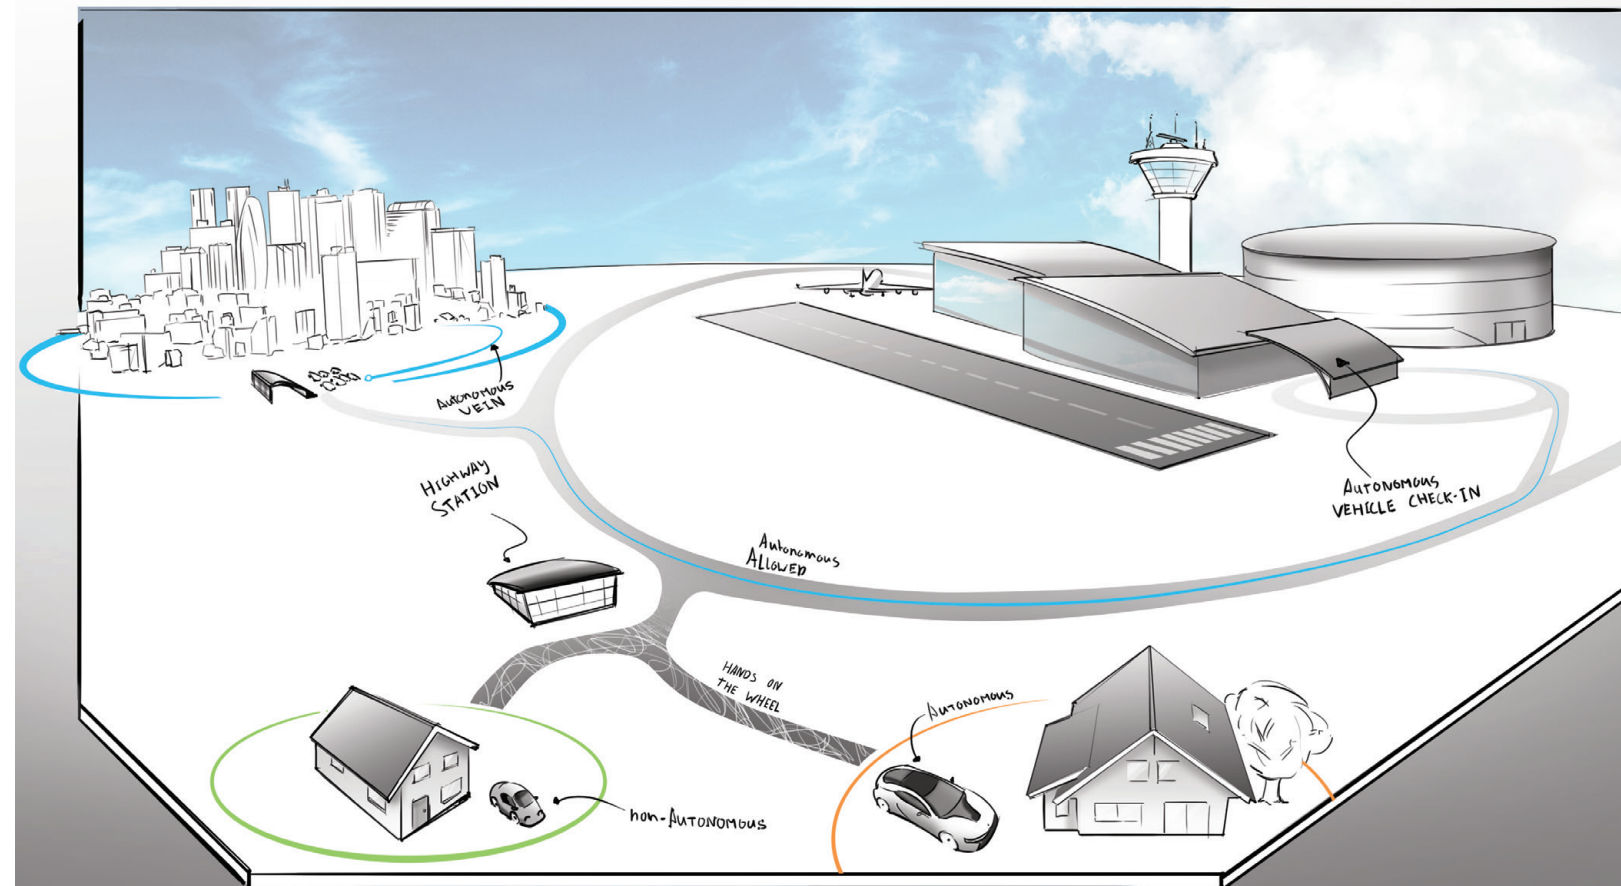 Autonomous
VEIN
HIGHWAY
STATION
Autonomous
VEHICLE CHECK-IN
Autonomous
ALLOWED
HANDS ON
THE WHEEL
Autonomous
non-Autonomous